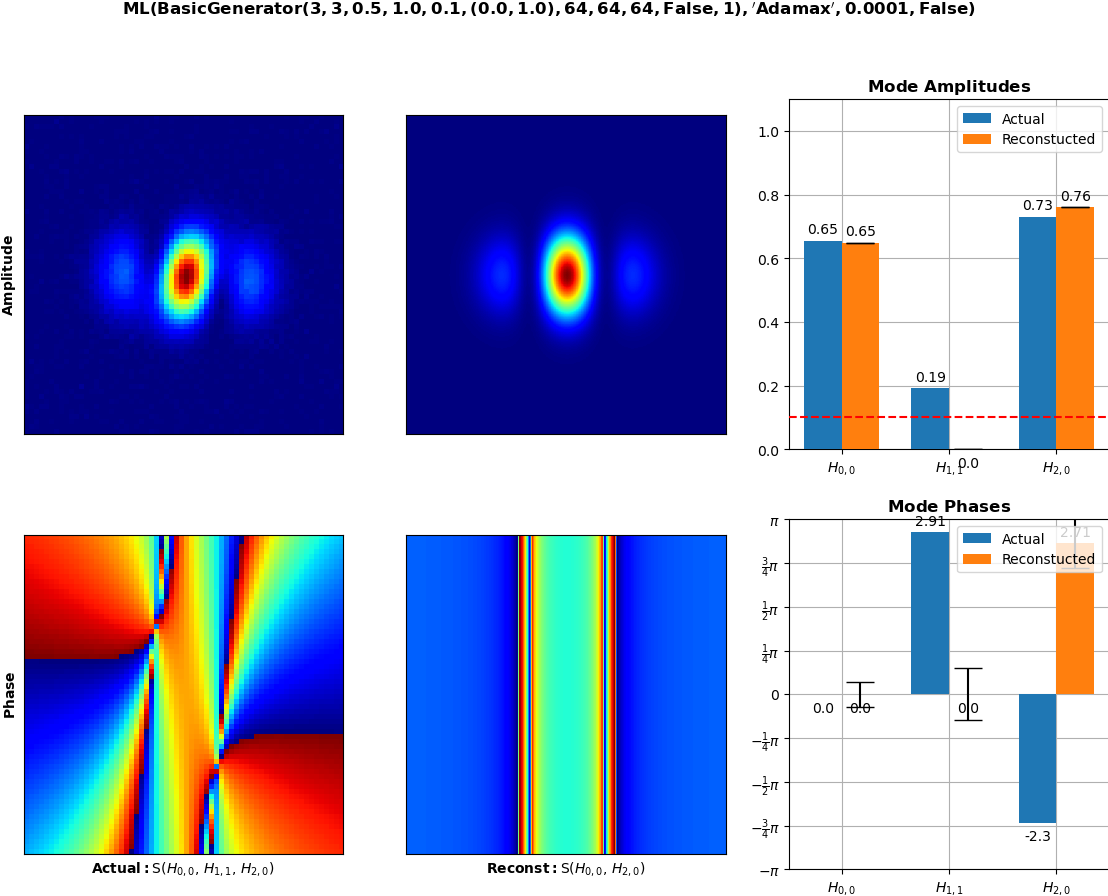 ML(BasicGenerator(3, 3, 0.5, 1.0, 0.1, (0.0, 1.0), 64, 64, 64, False, 1), ′Adamax′, 0.0001, False)
Amplitude
Mode Amplitudes
Actual
Reconstucted
1.0
0.8
0.6
0.4
0.2
0.0
0.65
0.65
0.19
0.0
0.73
0.76
H0,0
H1,1
H2,0
Phase
Actual: S(H0,0, H1,1, H2,0)
Reconst: S(H0,0, H2,0)
Mode Phases
Actual
Reconstucted
π
3/4π
1/2π
1/4π
0
−1/4π
−1/2π
−3/4π
−π
0.0
0.0
2.91
0.0
-2.3
2.71
H0,0
H1,1
H2,0